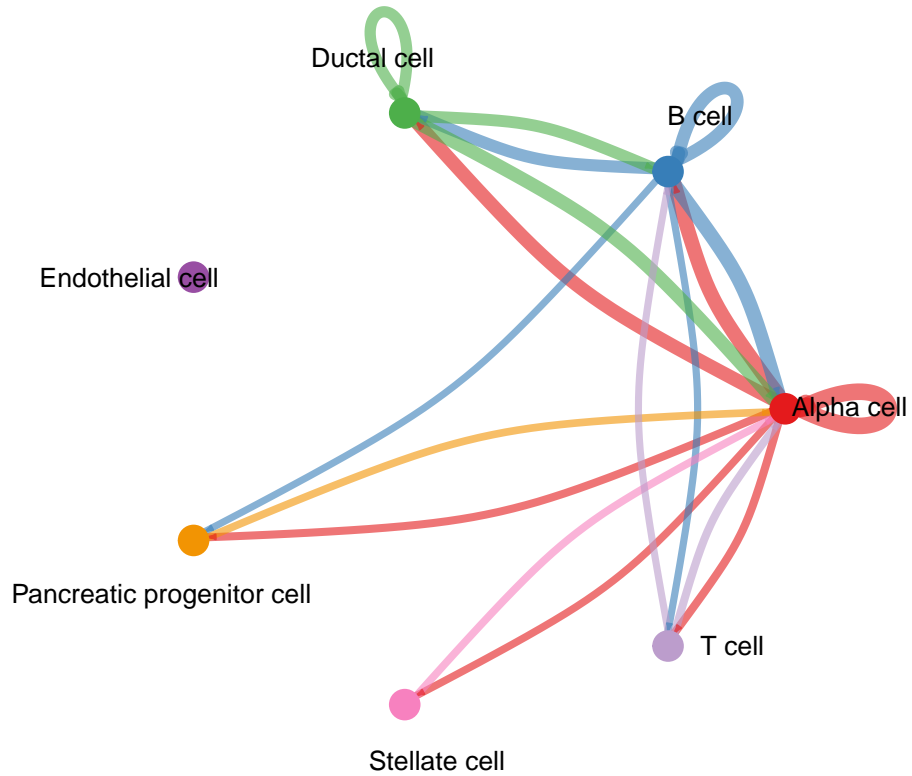 Ductal cell
B cell
Endothelial cell
Alpha cell
Pancreatic progenitor cell
T cell
Stellate cell